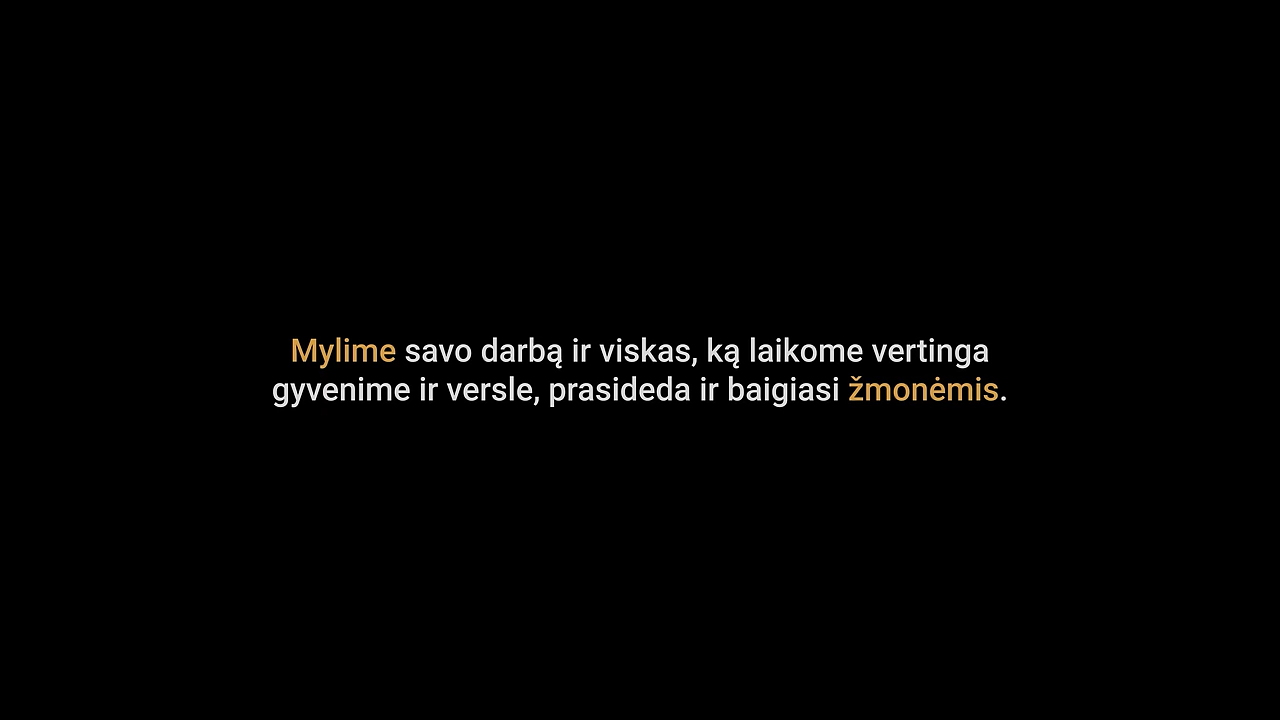 Mylime savo darbą ir viskas, ką laikome vertinga
gyvenime ir versle, prasideda ir baigiasi žmonėmis.